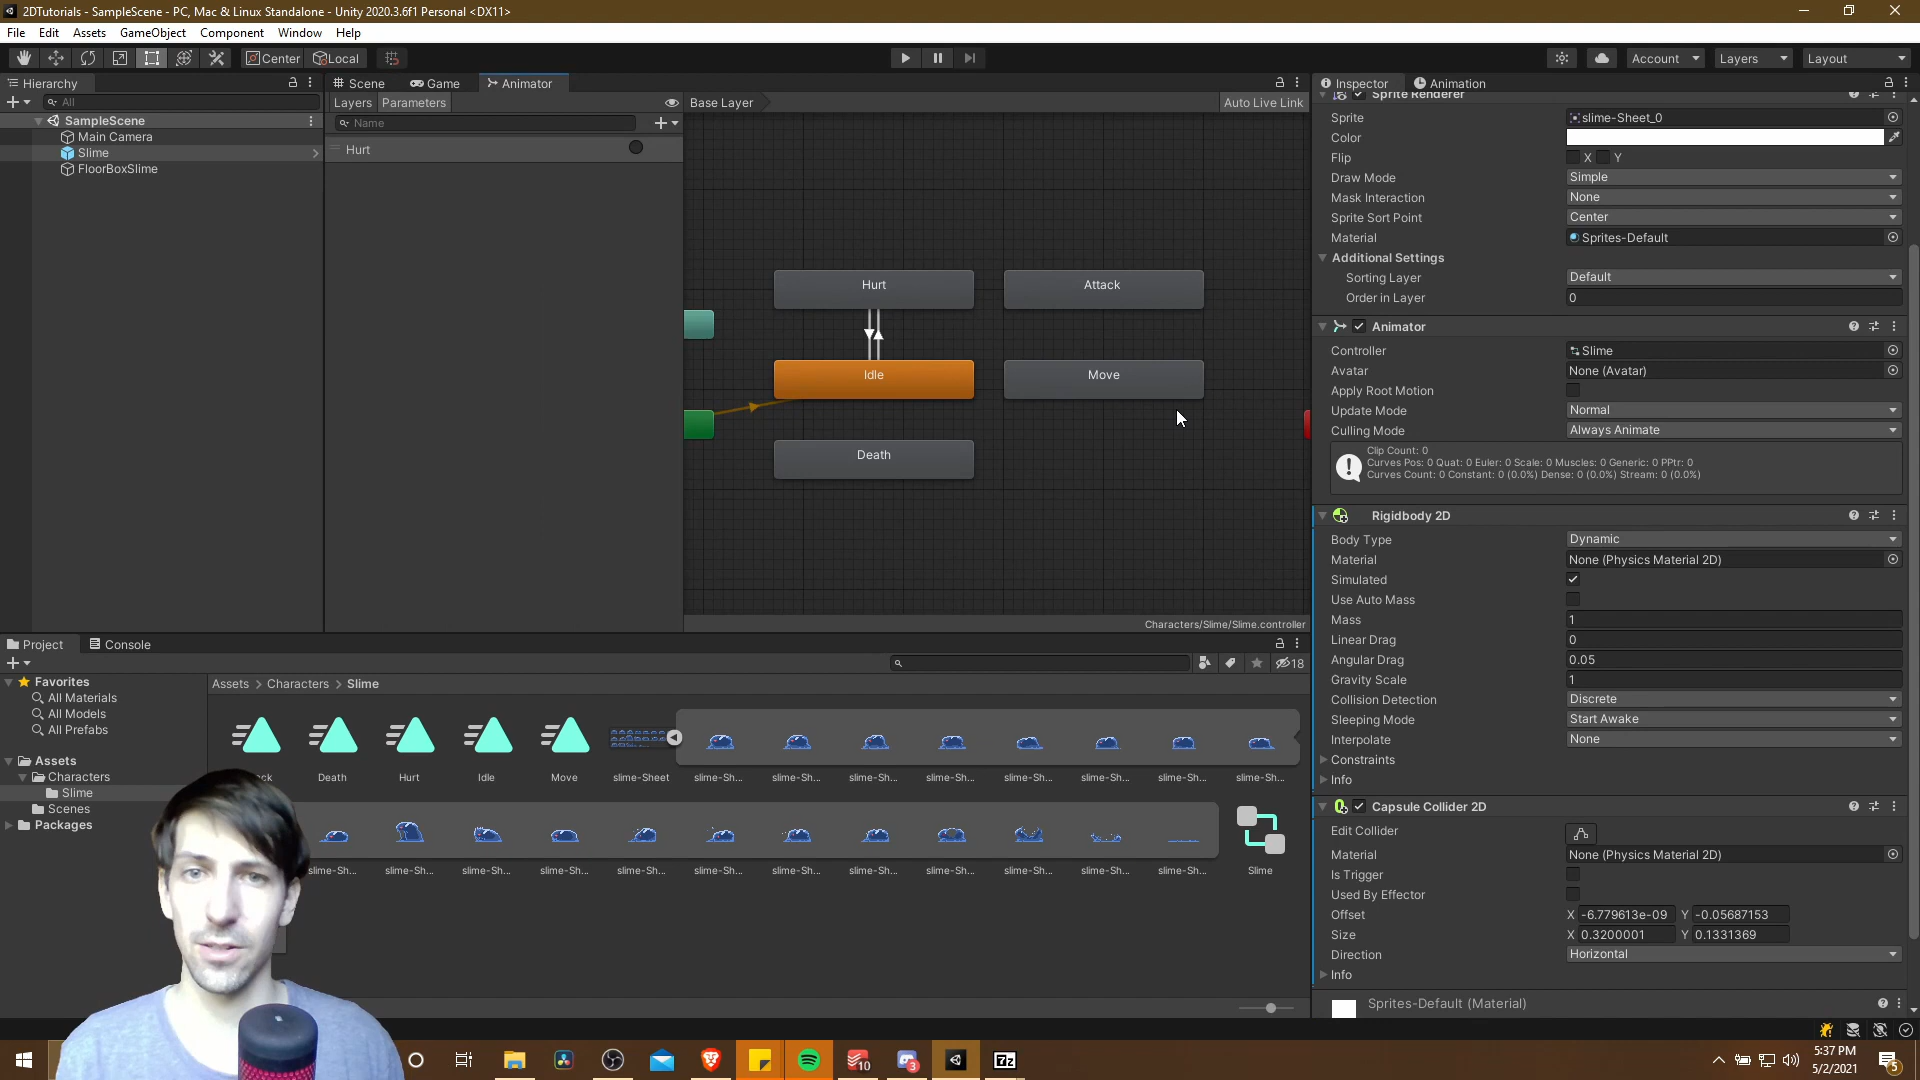 2DTutorials - SampleScene - PC, Mac & Linux Standalone - Unity 2020.3.6f1 Personal <DX11>
File Edit Assets GameObject Component Window Help
Center Local Account Layers Layout
Hierarchy
All
SampleScene
Main Camera
Slime
FloorBoxSlime
Scene Game Animator
Layers Parameters
Name
Hurt
Base Layer Auto Live Link
Hurt
Attack
Idle
Move
Death
Characters/Slime/Slime.controller
Inspector Animation
Sprite Renderer
Sprite slime-Sheet_0
Color
Flip X Y
Draw Mode Simple
Mask Interaction None
Sprite Sort Point Center
Material Sprites-Default
Additional Settings
Sorting Layer Default
Order in Layer 0
Animator
Controller Slime
Avatar None (Avatar)
Apply Root Motion
Update Mode Normal
Culling Mode Always Animate
Clip Count: 0
Curves Pos: 0 Quat: 0 Euler: 0 Scale: 0 Muscles: 0 Generic: 0 PPtr: 0
Curves Count: 0 Constant: 0 (0.0%) Dense: 0 (0.0%) Stream: 0 (0.0%)
Rigidbody 2D
Body Type Dynamic
Material None (Physics Material 2D)
Simulated
Use Auto Mass
Mass 1
Linear Drag 0
Angular Drag 0.05
Gravity Scale 1
Collision Detection Discrete
Sleeping Mode Start Awake
Interpolate None
Constraints
Info
Capsule Collider 2D
Edit Collider
Material None (Physics Material 2D)
Is Trigger
Used By Effector
Offset X -6.779613e-09 Y -0.05687153
Size X 0.3200001 Y 0.1331369
Direction Horizontal
Info
Sprites-Default (Material)
Project Console
18
Favorites
All Materials
All Models
All Prefabs
Assets
Characters
Slime
Scenes
Packages
Assets > Characters > Slime
ck Death Hurt Idle Move slime-Sheet slime-Sh... slime-Sh... slime-Sh... slime-Sh... slime-Sh... slime-Sh... slime-Sh... slime-Sh...
slime-Sh... slime-Sh... slime-Sh... slime-Sh... slime-Sh... slime-Sh... slime-Sh... slime-Sh... slime-Sh... slime-Sh... slime-Sh... slime-Sh... Slime
10 3 7z
5:37 PM
5/2/2021
5